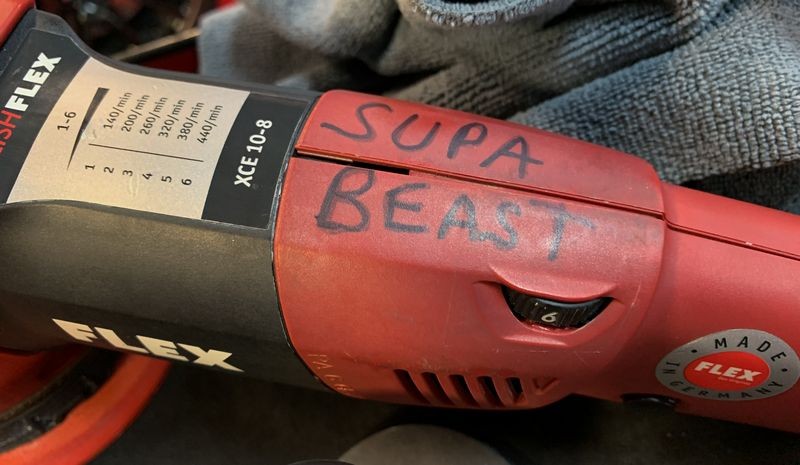 ISHFLEX
1-6
1 140/min
2 200/min
3 260/min
4 320/min
5 380/min
6 440/min
XCE 10-8
SUPA
BEAST
6
FLEX
MADE
FLEX
IN GERMANY